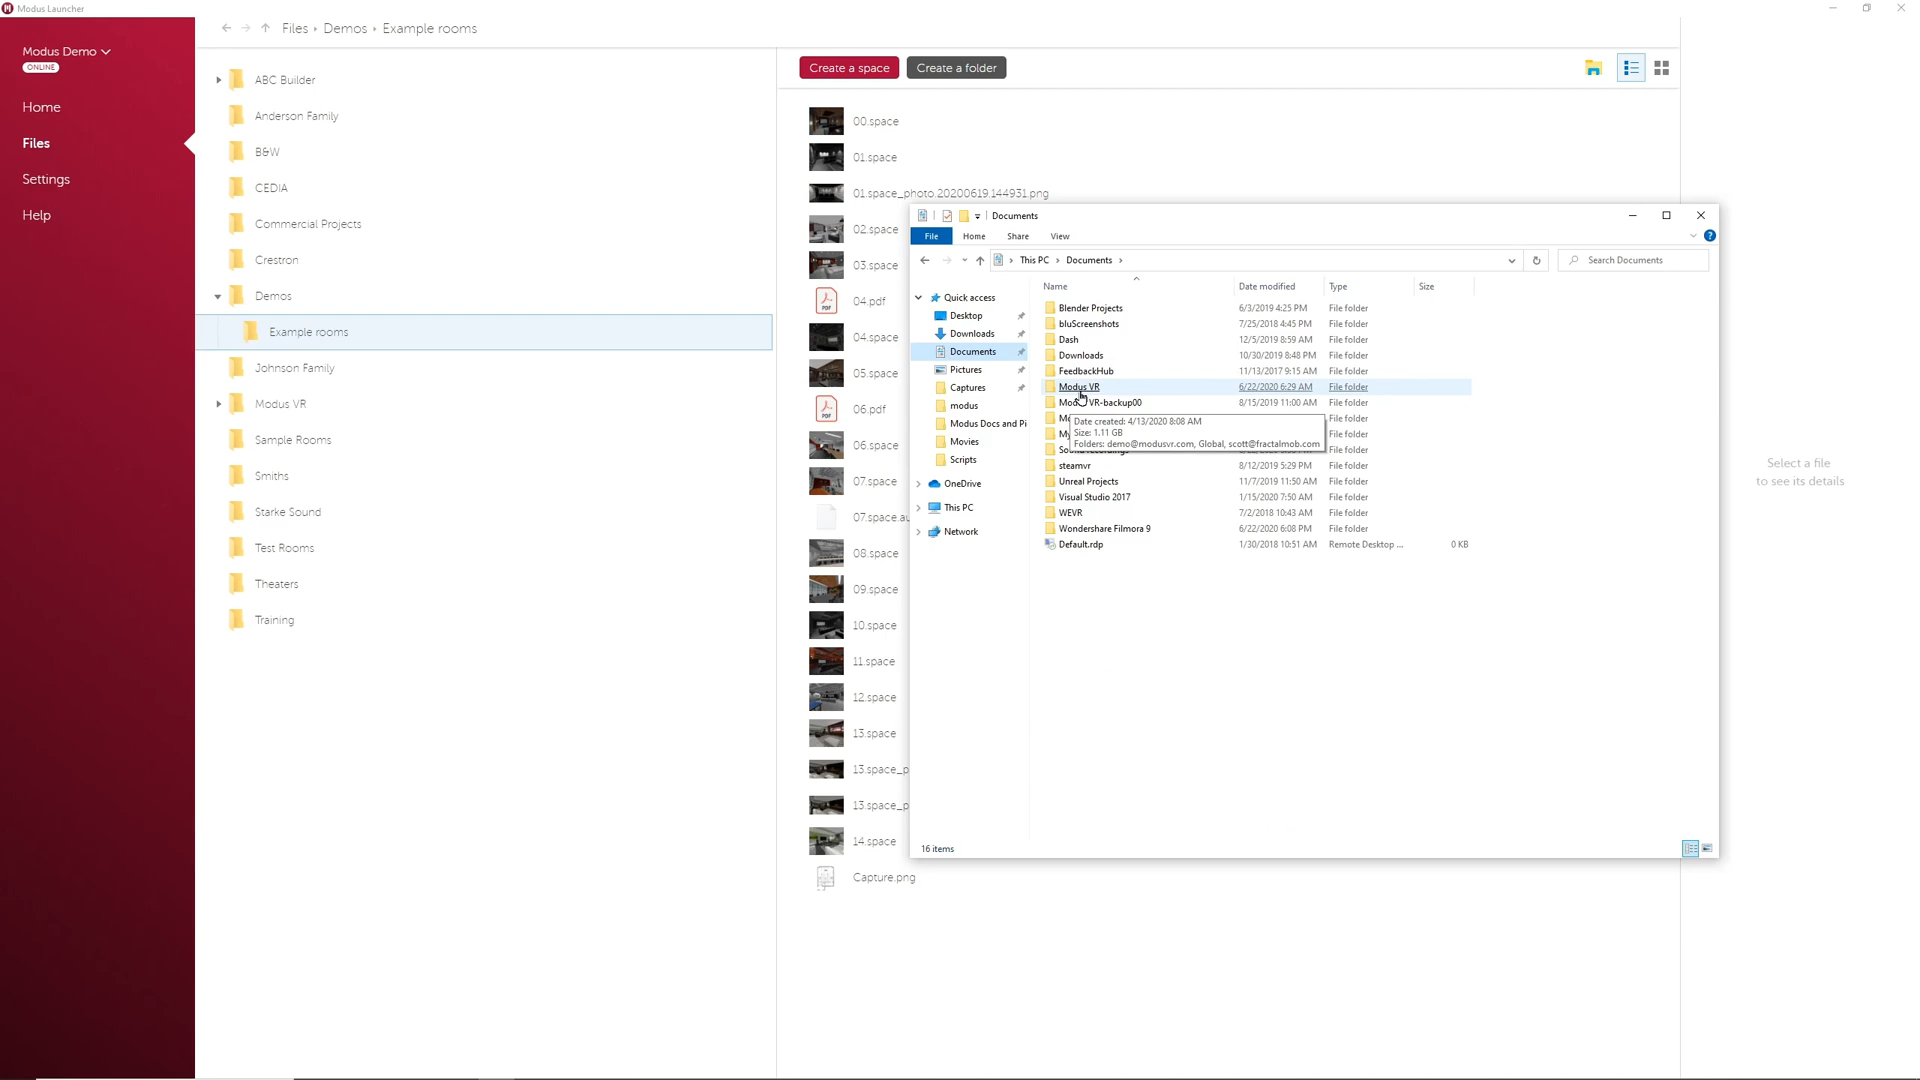 Modus Launcher
Modus Demo
ONLINE
Home
Files
Settings
Help
Files Demos Example rooms
ABC Builder
Anderson Family
B&W
CEDIA
Commercial Projects
Crestron
Demos
Example rooms
Johnson Family
Modus VR
Sample Rooms
Smiths
Starke Sound
Test Rooms
Theaters
Training
Create a space Create a folder
00.space
01.space
01.space_photo.20200619.144931.png
02.space
03.space
04.pdf
04.space
05.space
06.pdf
06.space
07.space
07.space.au
08.space
09.space
10.space
11.space
12.space
13.space
13.space_p
13.space_p
14.space
Capture.png
Documents
File Home Share View
This PC Documents
Search Documents
Quick access
Desktop
Downloads
Documents
Pictures
Captures
modus
Modus Docs and Pi
Movies
Scripts
OneDrive
This PC
Network
Name Date modified Type Size
Blender Projects 6/3/2019 4:25 PM File folder
bluScreenshots 7/25/2018 4:45 PM File folder
Dash 12/5/2019 8:59 AM File folder
Downloads 10/30/2019 8:48 PM File folder
FeedbackHub 11/13/2017 9:15 AM File folder
Modus VR 6/22/2020 6:29 AM File folder
VR-backup00 8/15/2019 11:00 AM File folder
File folder
File folder
File folder
Date created: 4/13/2020 8:08 AM
Size: 1.11 GB
Folders: demo@modusvr.com, Global, scott@fractalmob.com
steamvr 8/12/2019 5:29 PM File folder
Unreal Projects 11/7/2019 11:50 AM File folder
Visual Studio 2017 1/15/2020 7:50 AM File folder
WEVR 7/2/2018 10:43 AM File folder
Wondershare Filmora 9 6/22/2020 6:08 PM File folder
Default.rdp 1/30/2018 10:51 AM Remote Desktop ... 0 KB
16 items
Select a file
to see its details